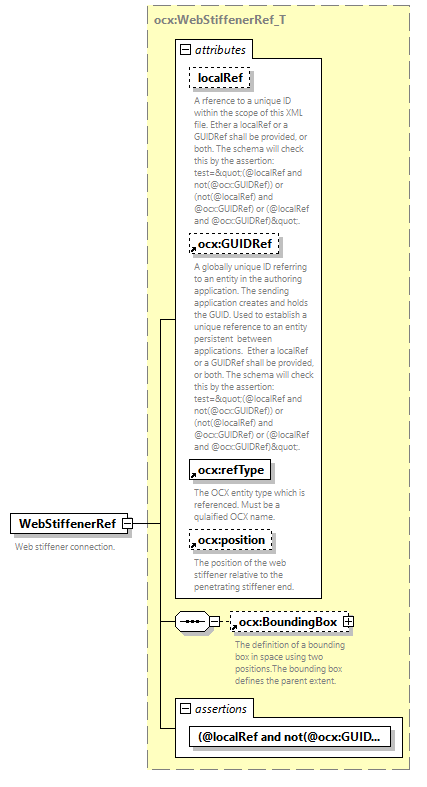 ocx:WebStiffenerRef_T
attributes
localRef
A rference to a unique ID
within the scope of this XML
file. Ether a localRef or a
GUIDRef shall be provided, or
both. The schema will check
this by the assertion:
test=&quot;(@localRef and
not(@ocx:GUIDRef)) or
(not(@localRef) and
@ocx:GUIDRef) or (@localRef
and @ocx:GUIDRef)&quot;.
ocx:GUIDRef
A globally unique ID referring
to an entity in the authoring
application. The sending
application creates and holds
the GUID. Used to establish a
unique reference to an entity
persistent between
applications. Ether a localRef
or a GUIDRef shall be provided,
or both. The schema will check
this by the assertion:
test=&quot;(@localRef and
not(@ocx:GUIDRef)) or
(not(@localRef) and
@ocx:GUIDRef) or (@localRef
and @ocx:GUIDRef)&quot;.
ocx:refType
The OCX entity type which is
referenced. Must be a
qulaified OCX name.
ocx:position
The position of the web
stiffener relative to the
penetrating stiffener end.
WebStiffenerRef
Web stiffener connection.
ocx:BoundingBox
The definition of a bounding
box in space using two
positions.The bounding box
defines the parent extent.
assertions
(@localRef and not(@ocx:GUID...